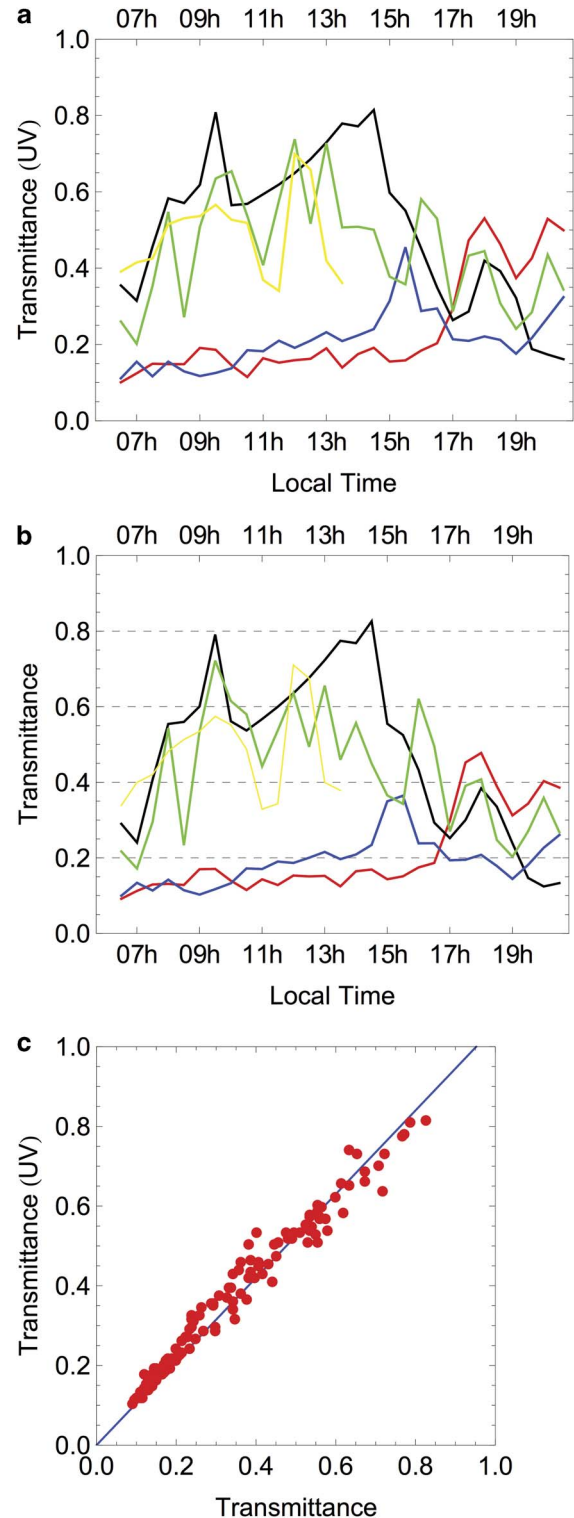 a
07h 09h 11h 13h 15h 17h 19h
1.0
0.8
0.6
0.4
0.2
0.0
Transmittance (UV)
07h 09h 11h 13h 15h 17h 19h
Local Time
b
07h 09h 11h 13h 15h 17h 19h
1.0
0.8
0.6
0.4
0.2
0.0
Transmittance
07h 09h 11h 13h 15h 17h 19h
Local Time
c
1.0
0.8
0.6
0.4
0.2
0.0
Transmittance (UV)
0.0 0.2 0.4 0.6 0.8 1.0
Transmittance